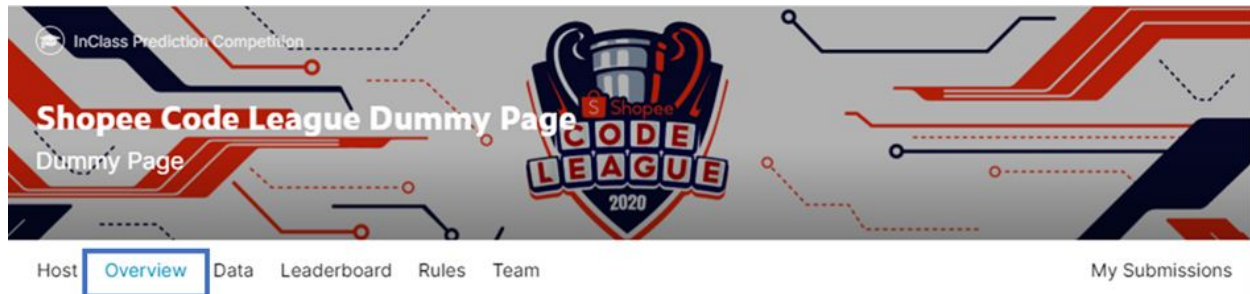 InClass Prediction Competition
Shopee Code League Dummy Page
Dummy Page
S Shopee
CODE
LEAGUE
2020
Host Overview Data Leaderboard Rules Team My Submissions